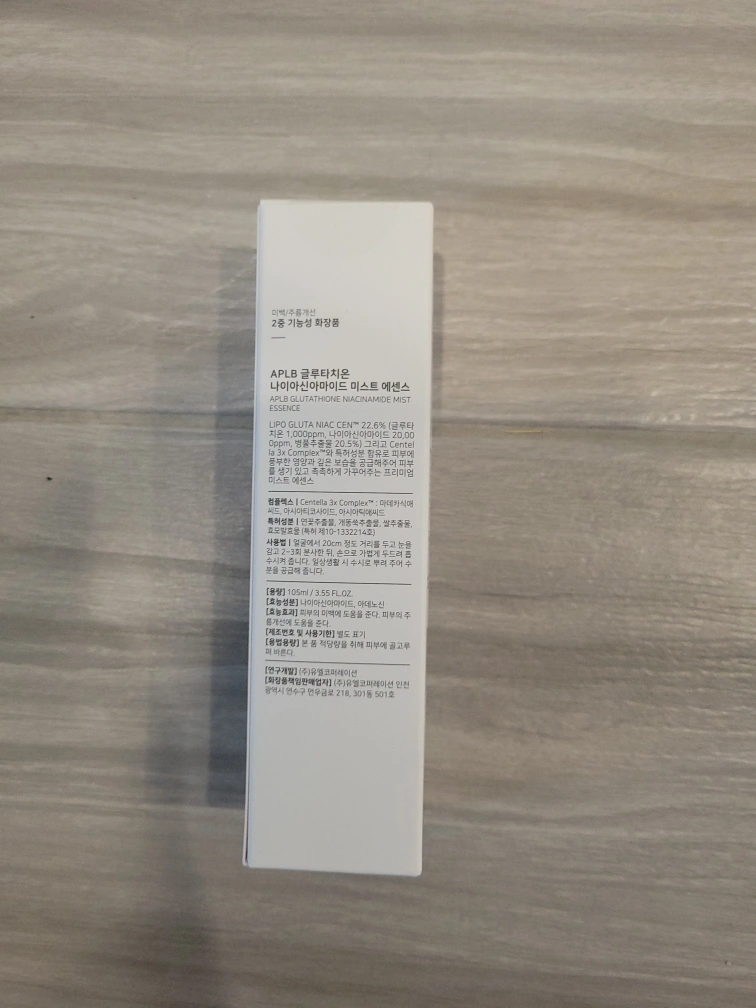 미백/주름개선
2중 기능성 화장품
APLB 글루타치온
나이아신아마이드 미스트 에센스
APLB GLUTATHIONE NIACINAMIDE MIST
ESSENCE
LIPO GLUTA NIAC CEN™ 22.6% (글루타
치온 1,000ppm, 나이아신아마이드 20,00
0ppm, 병풀추출물 20.5%) 그리고 Centel
la 3x Complex™와 특허성분 함유로 피부에
풍부한 영양과 깊은 보습을 공급해주어 피부
를 생기 있고 촉촉하게 가꾸어주는 프리미엄
미스트 에센스
컴플렉스 | Centella 3x Complex™ : 마데카식애
씨드, 아시아티코사이드, 아시아틱애씨드
특허성분 | 연꽃추출물, 개똥쑥추출물, 쌀추출물,
효모발효물 (특허 제10-1332214호)
사용법 | 얼굴에서 20cm 정도 거리를 두고 눈을
감고 2~3회 분사한 뒤, 손으로 가볍게 두드려 흡
수시켜 줍니다. 일상생활 시 수시로 뿌려 주어 수
분을 공급해 줍니다.
[용량] 105ml / 3.55 FL.OZ.
[효능성분] 나이아신아마이드, 아데노신
[효능효과] 피부의 미백에 도움을 준다. 피부의 주
름개선에 도움을 준다.
[제조번호 및 사용기한] 별도 표기
[용법용량] 본 품 적당량을 취해 피부에 골고루
펴 바른다.
[연구개발] (주)유엘코퍼레이션
[화장품책임판매업자] (주)유엘코퍼레이션 인천
광역시 연수구 먼우금로 218, 301동 501호